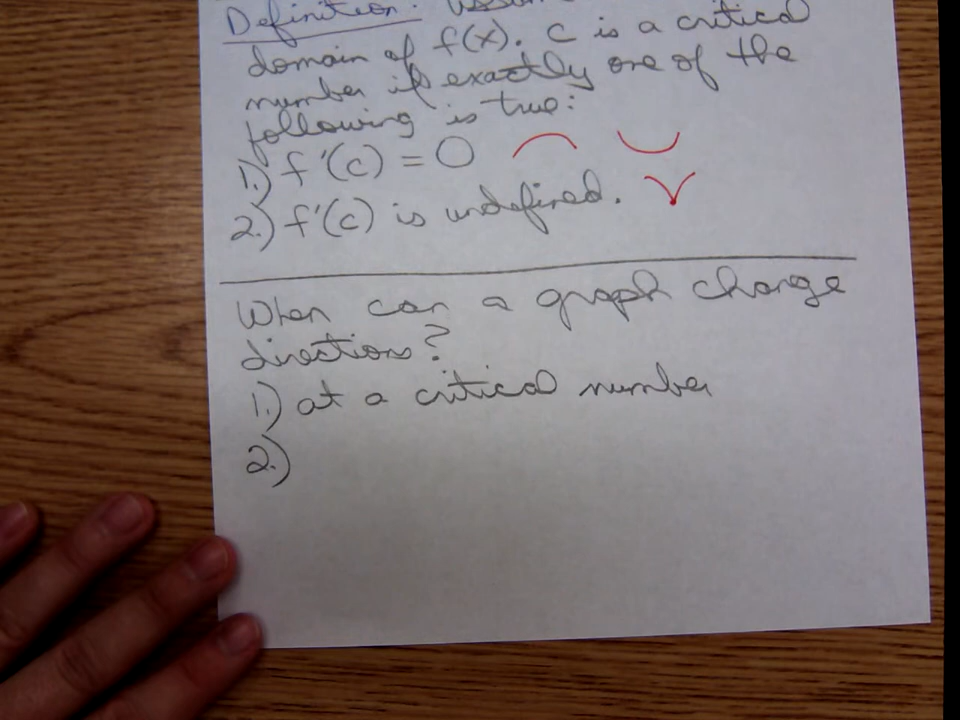 Definition:
domain of f(x). C is a critical
number if exactly one of the
following is true:
1.) f'(c) = 0
2.) f'(c) is undefined.
When can a graph change
directions?
1.) at a critical number
2.)